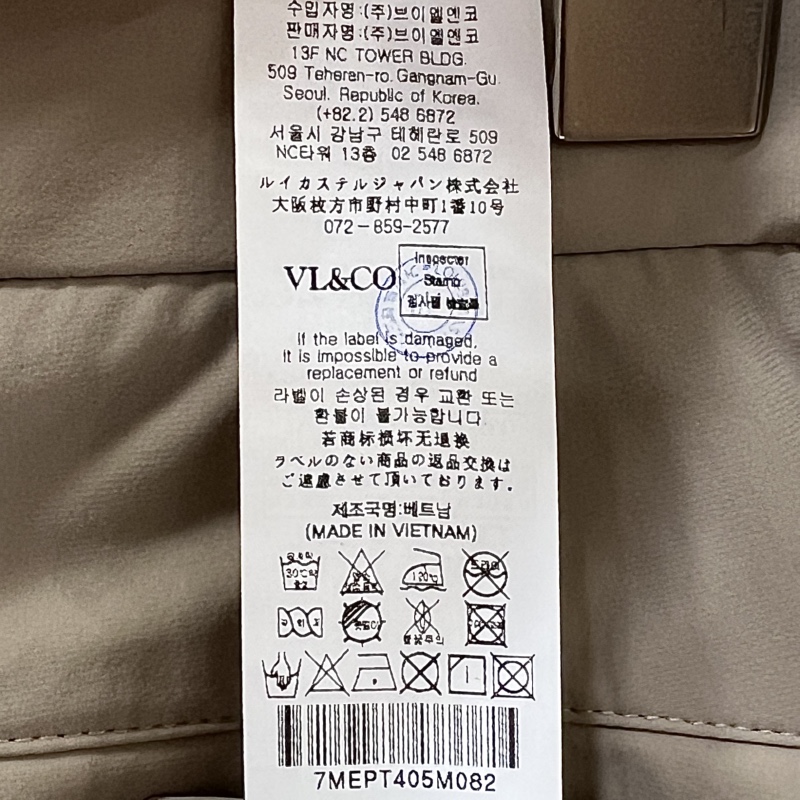 수입자명:(주)브이엘엔코
판매자명:(주)브이엘엔코
13F NC TOWER BLDG.
509 Teheren-ro. Gangnam-Gu.
Seoul. Republic of Korea.
(+82.2) 548 6872
서울시 강남구 테헤란로 509
NC타워 13층 02 548 6872
ルイカステルジャパン株式会社
大阪枚方市野村中町1番10号
072-859-2577
VL&CO
Inspecter
Stamp
If the label is damaged,
it is impossible to provide a
replacement or refund
라벨이 손상된 경우 교환 또는
환불이 불가능합니다
若商标损坏无退换
ラベルのない商品の返品交換は
ご遠慮させて頂いております。
제조국명:베트남
(MADE IN VIETNAM)
30℃
120℃
7MEPT405M082